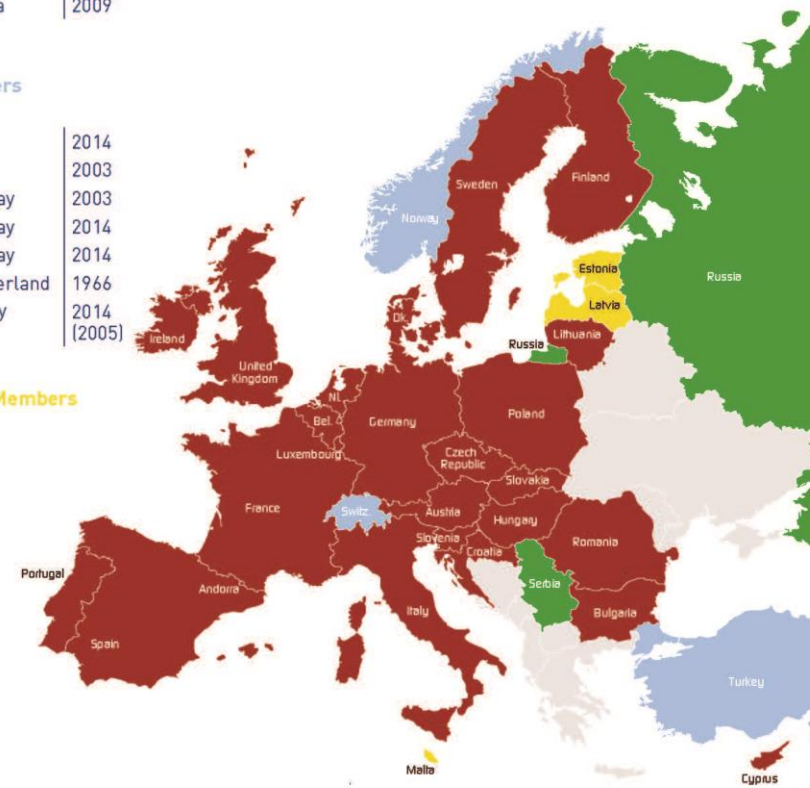 a 2009
ers
2014
2003
ay 2003
ay 2014
ay 2014
erland 1966
y 2014
(2005)
Members
Norway
Sweden
Finland
Russia
Estonia
Latvia
Lithuania
Russia
Dk.
Ireland
United
Kingdom
Nl.
Bel.
Luxembourg
Germany
Poland
Czech
Republic
Slovakia
France
Switz.
Austria
Hungary
Slovenia
Croatia
Romania
Serbia
Bulgaria
Portugal
Andorra
Spain
Italy
Turkey
Malta
Cyprus